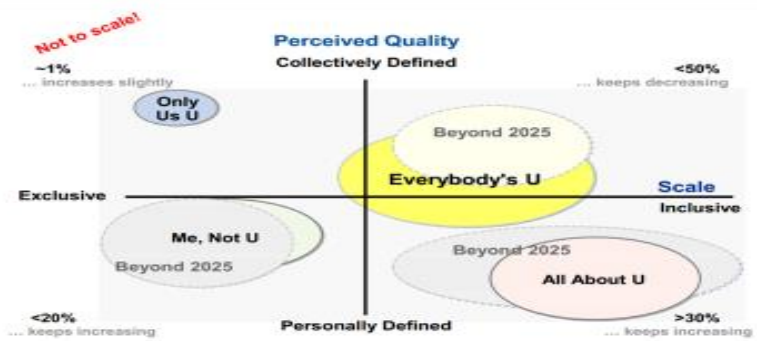 Not to scale!
Perceived Quality
Collectively Defined
~1%
... increases slightly
<50%
... keeps decreasing
Only
Us U
Beyond 2025
Everybody's U
Exclusive
Scale
Inclusive
Me, Not U
Beyond 2025
Beyond 2025
All About U
<20%
... keeps increasing
Personally Defined
>30%
... keeps increasing